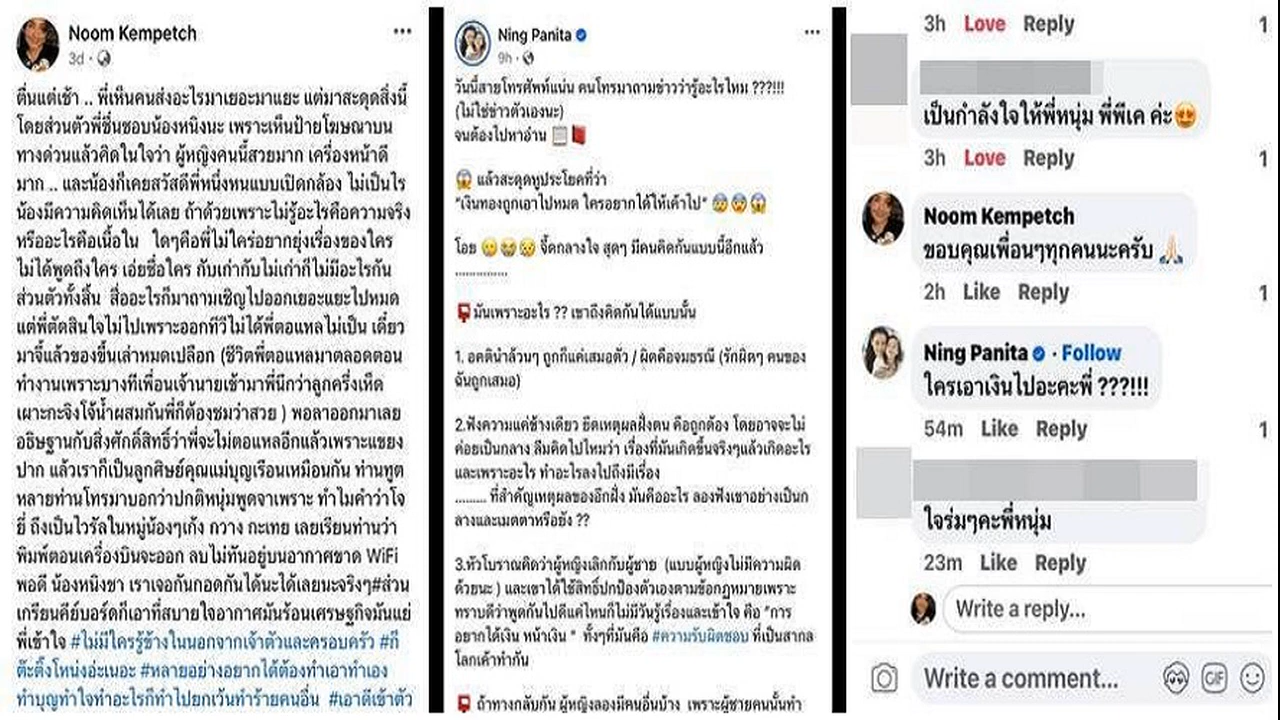 Noom Kempetch
3d
ตื่นแต่เช้า .. พี่เห็นคนส่งอะไรมาเยอะมาแยะ แต่มาสะดุดสิ่งนี้
โดยส่วนตัวพี่ชื่นชอบน้องหนิงนะ เพราะเห็นป้ายโฆษณาบน
ทางด่วนแล้วคิดในใจว่า ผู้หญิงคนนี้สวยมาก เครื่องหน้าดี
มาก .. และน้องก็เคยสวัสดีพี่หนึ่งหนแบบเปิดกล้อง ไม่เป็นไร
น้องมีความคิดเห็นได้เลย ถ้าด้วยเพราะไม่รู้อะไรคือความจริง
หรืออะไรคือเนื้อใน ใดๆคือพี่ไม่ใคร่อยากยุ่งเรื่องของใคร
ไม่ได้พูดถึงใคร เอ่ยชื่อใคร กับเก่ากับไม่เก่าก็ไม่มีอะไรกัน
ส่วนตัวทั้งสิ้น สื่ออะไรก็มาถามเชิญไปออกเยอะแยะไปหมด
แต่พี่ตัดสินใจไม่ไปเพราะออกทีวีไม่ได้พี่ตอแหลไม่เป็น เดี๋ยว
มาจี้แล้วของขึ้นเล่าหมดเปลือก (ชีวิตพี่ตอแหลมาตลอดตอน
ทำงานเพราะบางทีเพื่อนเจ้านายเข้ามาพี่นึกว่าลูกครึ่งเห็ด
เผาะกะจิงโจ้น้ำผสมกันพี่ก็ต้องชมว่าสวย ) พอลาออกมาเลย
อธิษฐานกับสิ่งศักดิ์สิทธิ์ว่าพี่จะไม่ตอแหลอีกแล้วเพราะแขยง
ปาก แล้วเราก็เป็นลูกศิษย์คุณแม่บุญเรือนเหมือนกัน ท่านทูต
หลายท่านโทรมาบอกว่าปกติหนุ่มพูดจาเพราะ ทำไมคำว่าโจ
ยี่ ถึงเป็นไวรัลในหมู่น้องๆเก้ง กวาง กะเทย เลยเรียนท่านว่า
พิมพ์ตอนเครื่องบินจะออก ลบไม่ทันอยู่บนอากาศขาด WiFi
พอดี น้องหนิงขา เราเจอกันกอดกันได้นะได้เลยนะจริงๆ#ส่วน
เกรียนคีย์บอร์ดก็เอาที่สบายใจอากาศมันร้อนเศรษฐกิจมันแย่
พี่เข้าใจ #ไม่มีใครรู้ข้างในนอกจากเจ้าตัวและครอบครัว #ก็
ต๊ะติ๊งโหน่งอ่ะเนอะ #หลายอย่างอยากได้ต้องทำเอาทำเอง
ทำบุญทำใจทำอะไรก็ทำไปยกเว้นทำร้ายคนอื่น #เอาดีเข้าตัว
Ning Panita
9h
วันนี้สายโทรศัพท์แน่น คนโทรมาถามข่าวว่ารู้อะไรไหม ???!!!
(ไม่ใช่ข่าวตัวเองนะ)
จนต้องไปหาอ่าน
แล้วสะดุดหูประโยคที่ว่า
"เงินทองถูกเอาไปหมด ใครอยากได้ให้เค้าไป"
โอย จี๊ดกลางใจ สุดๆ มีคนคิดกันแบบนี้อีกแล้ว
...............
มันเพราะอะไร ?? เขาถึงคิดกันได้แบบนั้น
1. อคตินำล้วนๆ ถูกก็แค่เสมอตัว / ผิดคือจมธรณี (รักผิดๆ คนของ
ฉันถูกเสมอ)
2.ฟังความแค่ข้างเดียว ยึดเหตุผลฝั่งตน คือถูกต้อง โดยอาจจะไม่
ค่อยเป็นกลาง ลืมคิดไปไหมว่า เรื่องที่มันเกิดขึ้นจริงๆแล้วเกิดอะไร
และเพราะอะไร ทำอะไรลงไปถึงมีเรื่อง
......... ที่สำคัญเหตุผลของอีกฝั่ง มันคืออะไร ลองฟังเขาอย่างเป็นก
ลางและเมตตาหรือยัง ??
3.หัวโบราณคิดว่าผู้หญิงเลิกกับผู้ชาย (แบบผู้หญิงไม่มีความผิด
ด้วยนะ ) และเขาได้ใช้สิทธิ์ปกป้องตัวเองตามข้อกฎหมายเพราะ
ทราบดีว่าพูดกันไปดีแค่ไหนก็ไม่มีวันรู้เรื่องและเข้าใจ คือ "การ
อยากได้เงิน หน้าเงิน " ทั้งๆที่มันคือ #ความรับผิดชอบ ที่เป็นสากล
โลกเค้าทำกัน
ถ้าทางกลับกัน ผู้หญิงลองมีคนอื่นบ้าง เพราะผู้ชายคนนั้นทำ
3h Love Reply 1
เป็นกำลังใจให้พี่หนุ่ม พี่พีเค ค่ะ
3h Love Reply 1
Noom Kempetch
ขอบคุณเพื่อนๆทุกคนนะครับ
2h Like Reply 1
Ning Panita · Follow
ใครเอาเงินไปอะคะพี่ ???!!!
54m Like Reply 1
ใจร่มๆคะพี่หนุ่ม
23m Like Reply
Write a reply...
Write a comment...
GIF